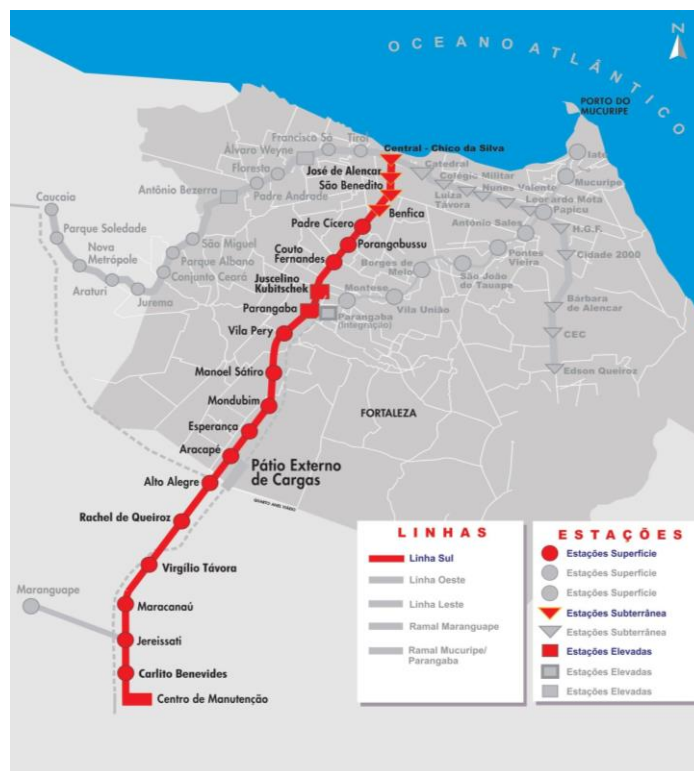 OCEANO ATLÂNTICO
N
PORTO DO
MUCURIPE
Francisco Sá
Tirol
Central - Chico da Silva
Álvaro Weyne
José de Alencar
Catedral
Iate
Floresta
Colégio Militar
São Benedito
Nunes Valente
Mucuripe
Antônio Bezerra
Padre Andrade
Luiza
Távora
Leonardo Mota
Papicu
Caucaia
Benfica
Padre Cícero
Antônio Sales
H.G.F.
Parque Soledade
São Miguel
Porangabussu
Nova
Metrópole
Parque Albano
Couto
Fernandes
Pontes
Vieira
Cidade 2000
Conjunto Ceará
Borges de
Melo
São João
do Tauape
Araturi
Juscelino
Kubitschek
Montese
Jurema
Bárbara
de Alencar
Parangaba
Vila União
Parangaba
(Integração)
Vila Pery
CEC
Manoel Sátiro
Edson Queiroz
Mondubim
FORTALEZA
Esperança
Aracapé
Pátio Externo
de Cargas
Alto Alegre
Rachel de Queiroz
Virgílio Távora
Maranguape
Maracanaú
Jereissati
Carlito Benevides
Centro de Manutenção
LINHAS
Linha Sul
Linha Oeste
Linha Leste
Ramal Maranguape
Ramal Mucuripe/
Parangaba
ESTAÇÕES
Estações Superficie
Estações Superficie
Estações Superficie
Estações Subterrânea
Estações Subterrânea
Estações Elevadas
Estações Elevadas
Estações Elevadas